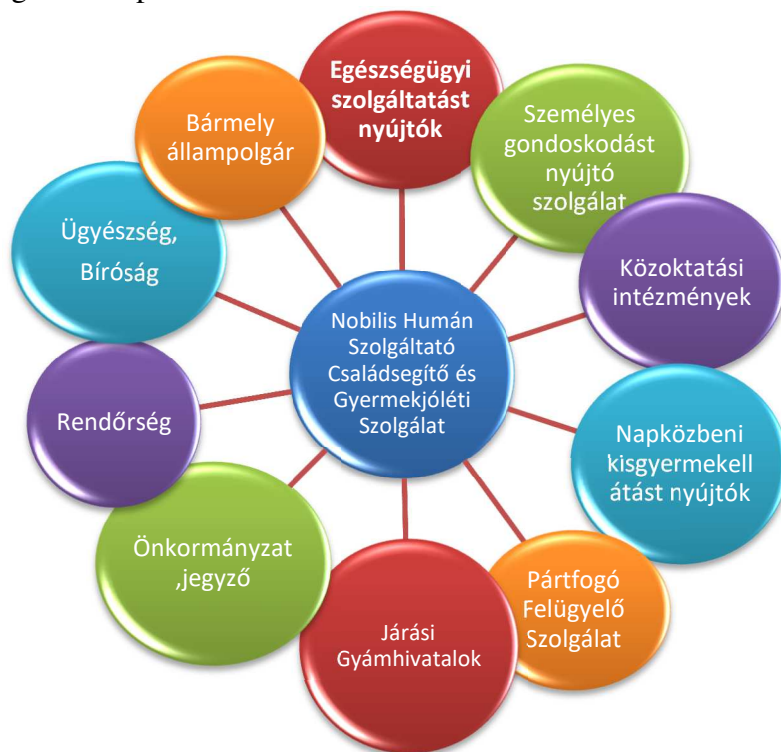 Egészségügyi
szolgáltatást
nyújtók
Személyes
gondoskodást
nyújtó
szolgálat
Közoktatási
intézmények
Napközbeni
kisgyermekell
átást nyújtók
Pártfogó
Felügyelő
Szolgálat
Járási
Gyámhivatalok
Önkormányzat
,jegyző
Rendőrség
Ügyészség,
Bíróság
Bármely
állampolgár
Nobilis Humán
Szolgáltató
Családsegítő és
Gyermekjóléti
Szolgálat